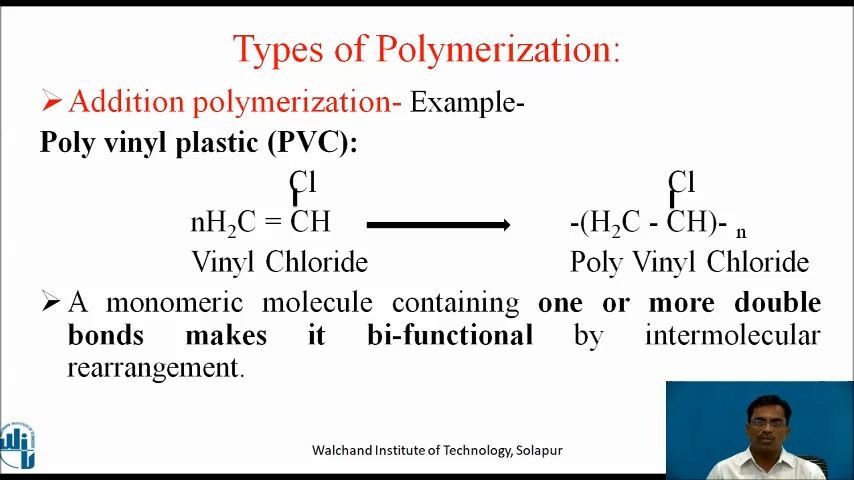 Types of Polymerization:
➢ Addition polymerization- Example-
Poly vinyl plastic (PVC):
Cl Cl
nH₂C = CH -(H₂C - CH)- n
Vinyl Chloride Poly Vinyl Chloride
➢ A monomeric molecule containing one or more double
bonds makes it bi-functional by intermolecular
rearrangement.
Walchand Institute of Technology, Solapur